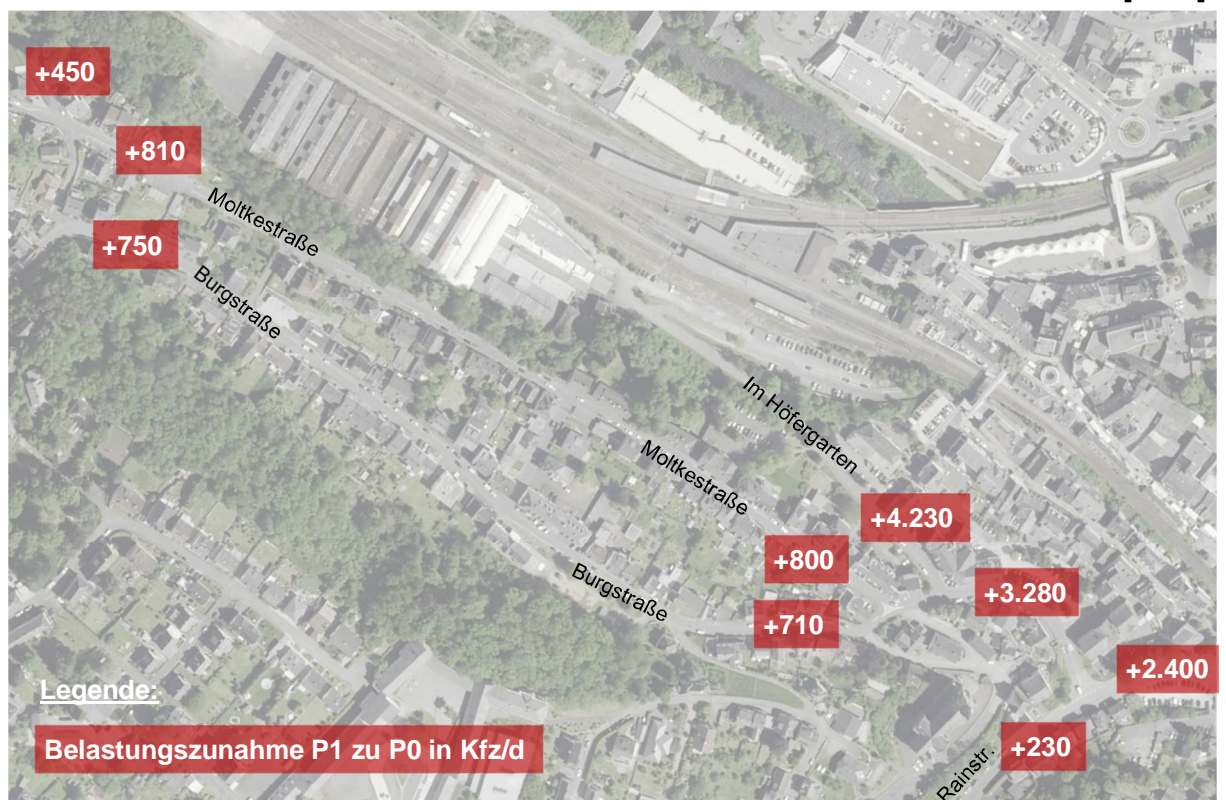 +450
+810
Moltkestraße
+750
Burgstraße
Im Höfergarten
Moltkestraße
+4.230
+800
Burgstraße
+3.280
+710
+2.400
Legende:
Rainstr.
+230
Belastungszunahme P1 zu P0 in Kfz/d